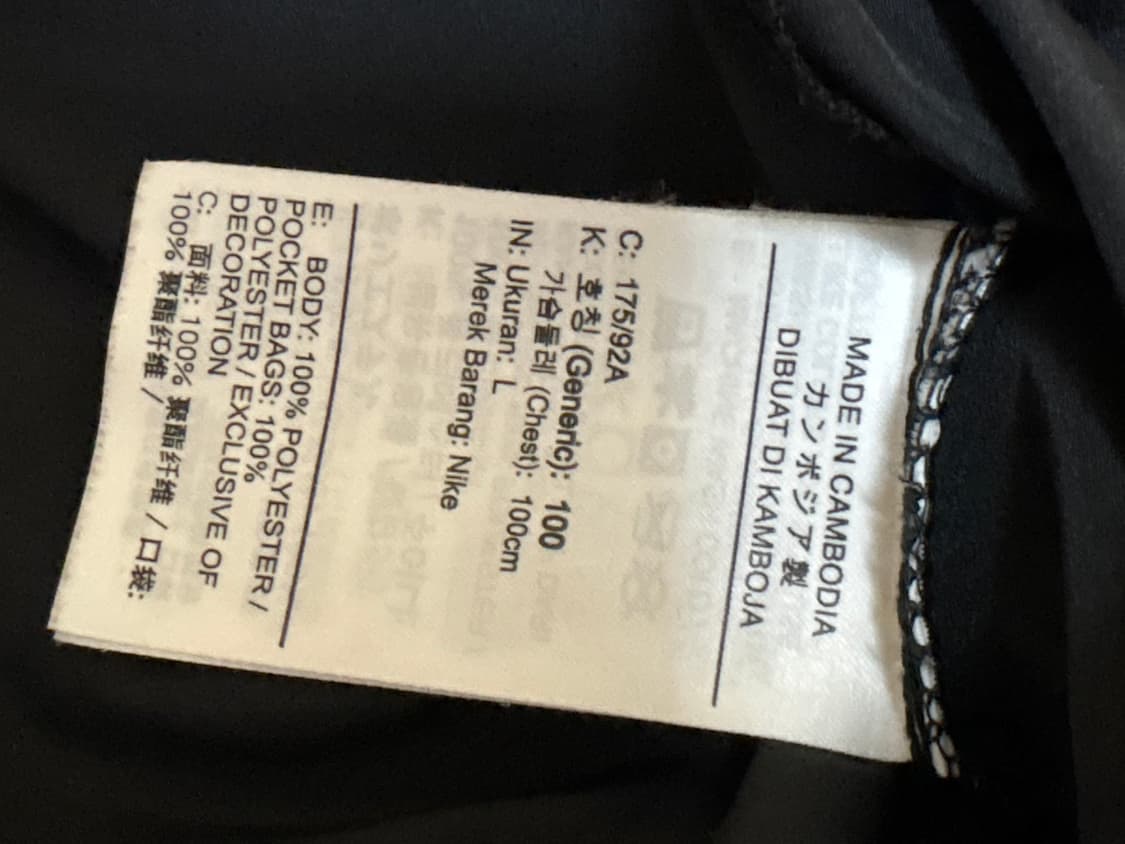 MADE IN CAMBODIA
カンボジア製
DIBUAT DI KAMBOJA
C: 175/92A
K: 호칭 (Generic): 100
가슴둘레 (Chest): 100cm
IN: Ukuran: L
Merek Barang: Nike
E: BODY: 100% POLYESTER /
POCKET BAGS: 100%
POLYESTER / EXCLUSIVE OF
DECORATION
C: 面料: 100% 聚酯纤维 / 口袋:
100% 聚酯纤维 /